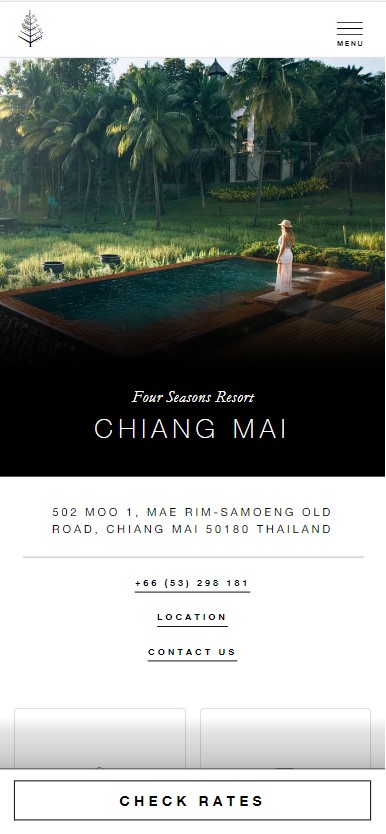 MENU
Four Seasons Resort
CHIANG MAI
502 MOO 1, MAE RIM-SAMOENG OLD
ROAD, CHIANG MAI 50180 THAILAND
+66 (53) 298 181
LOCATION
CONTACT US
CHECK RATES